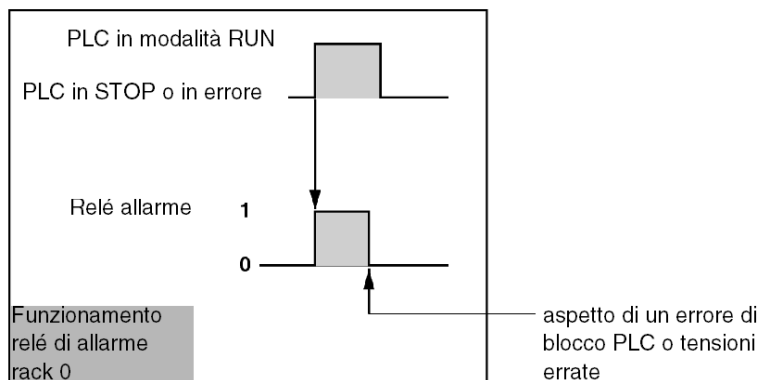 PLC in modalità RUN
PLC in STOP o in errore
Relé allarme
1
0
Funzionamento
relé di allarme
rack 0
aspetto di un errore di
blocco PLC o tensioni
errate